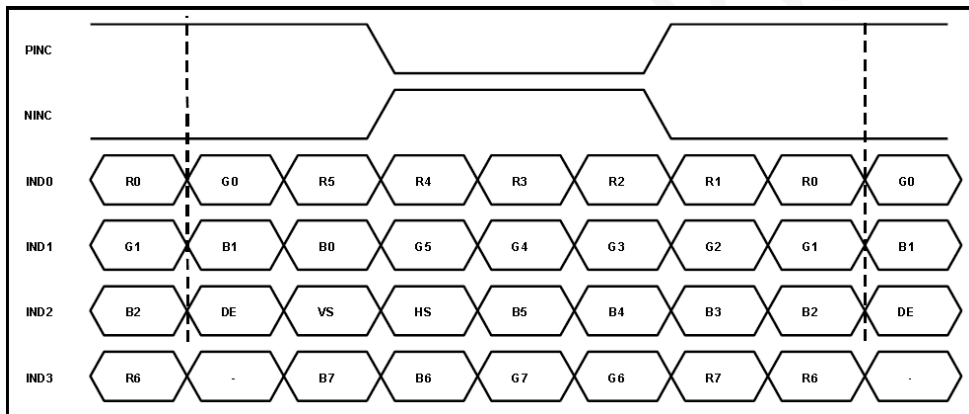 PINC
NINC
IND0 R0 G0 R5 R4 R3 R2 R1 R0 G0
IND1 G1 B1 B0 G5 G4 G3 G2 G1 B1
IND2 B2 DE VS HS B5 B4 B3 B2 DE
IND3 R6 - B7 B6 G7 G6 R7 R6 -